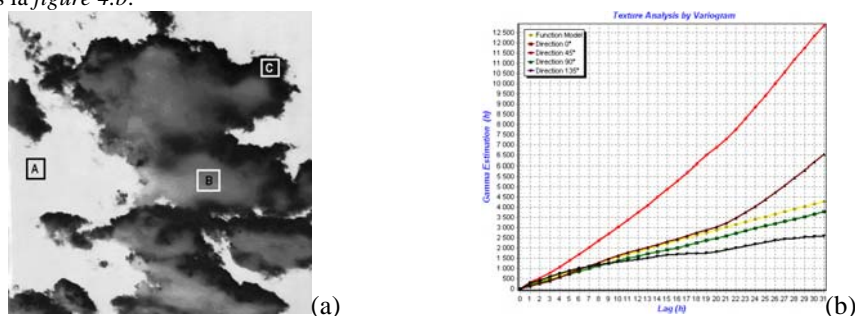 s la figure 4.b.
A
B
C
(a)
Texture Analysis by Variogram
Function Model
Direction 0°
Direction 45°
Direction 90°
Direction 135°
Gamma Estimation (h)
12 500
12 000
11 500
11 000
10 500
10 000
9 500
9 000
8 500
8 000
7 500
7 000
6 500
6 000
5 500
5 000
4 500
4 000
3 500
3 000
2 500
2 000
1 500
1 000
500
0
0 1 2 3 4 5 6 7 8 9 10 11 12 13 14 15 16 17 18 19 20 21 22 23 24 25 26 27 28 29 30 31
Lag (h)
(b)